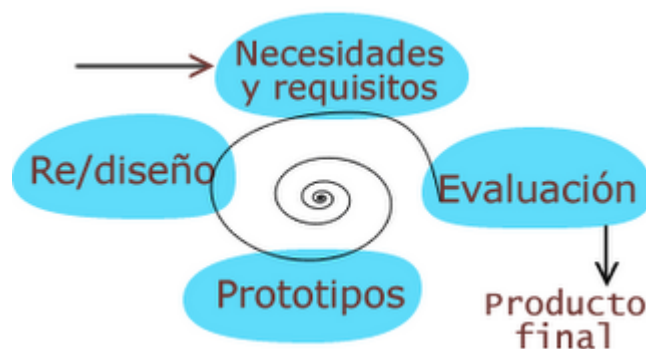 Necesidades
y requisitos
Re/diseño
Evaluación
Prototipos
Producto
final